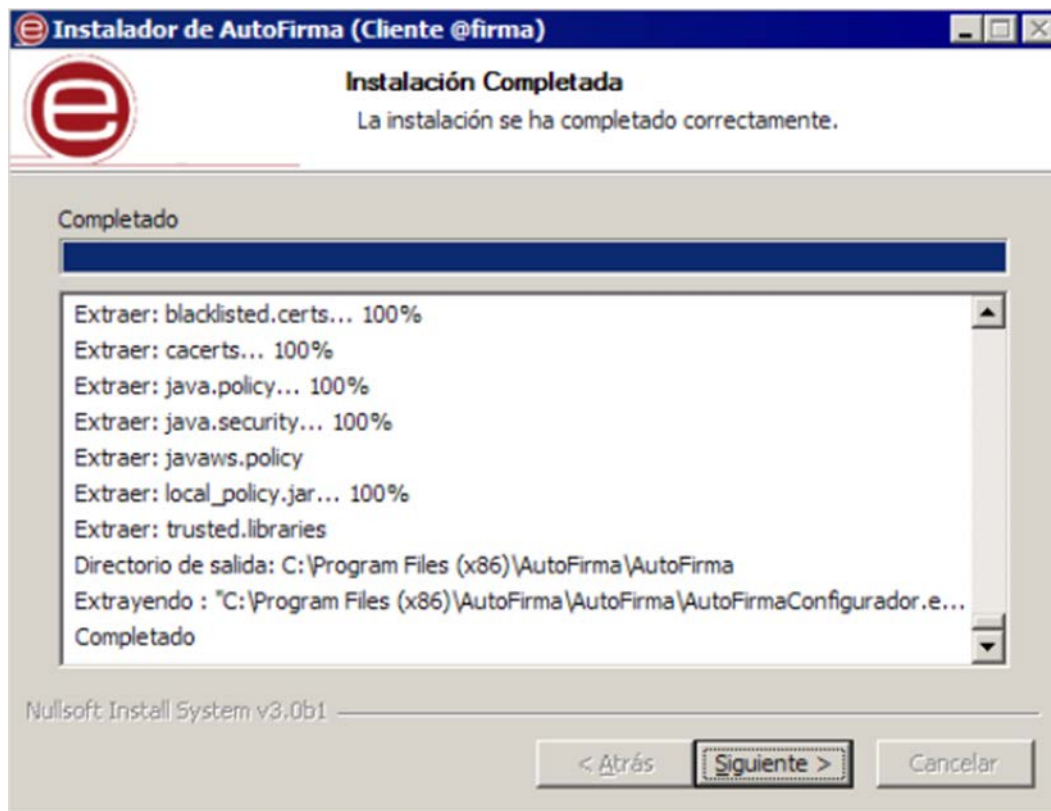 Instalador de AutoFirma (Cliente @firma)
Instalación Completada
La instalación se ha completado correctamente.
Completado
Extraer: blacklisted.certs... 100%
Extraer: cacerts... 100%
Extraer: java.policy... 100%
Extraer: java.security... 100%
Extraer: javaws.policy
Extraer: local_policy.jar... 100%
Extraer: trusted.libraries
Directorio de salida: C:\Program Files (x86)\AutoFirma\AutoFirma
Extrayendo : "C:\Program Files (x86)\AutoFirma\AutoFirma\AutoFirmaConfigurador.e...
Completado
Nullsoft Install System v3.0b1
< Atrás Siguiente > Cancelar